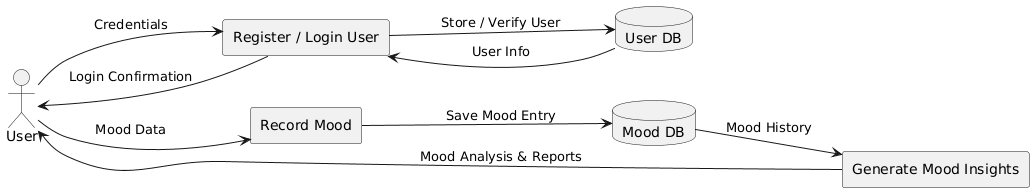 Credentials
Register / Login User
Store / Verify User
User DB
User Info
Login Confirmation
User
Mood Data
Record Mood
Save Mood Entry
Mood DB
Mood History
Mood Analysis & Reports
Generate Mood Insights